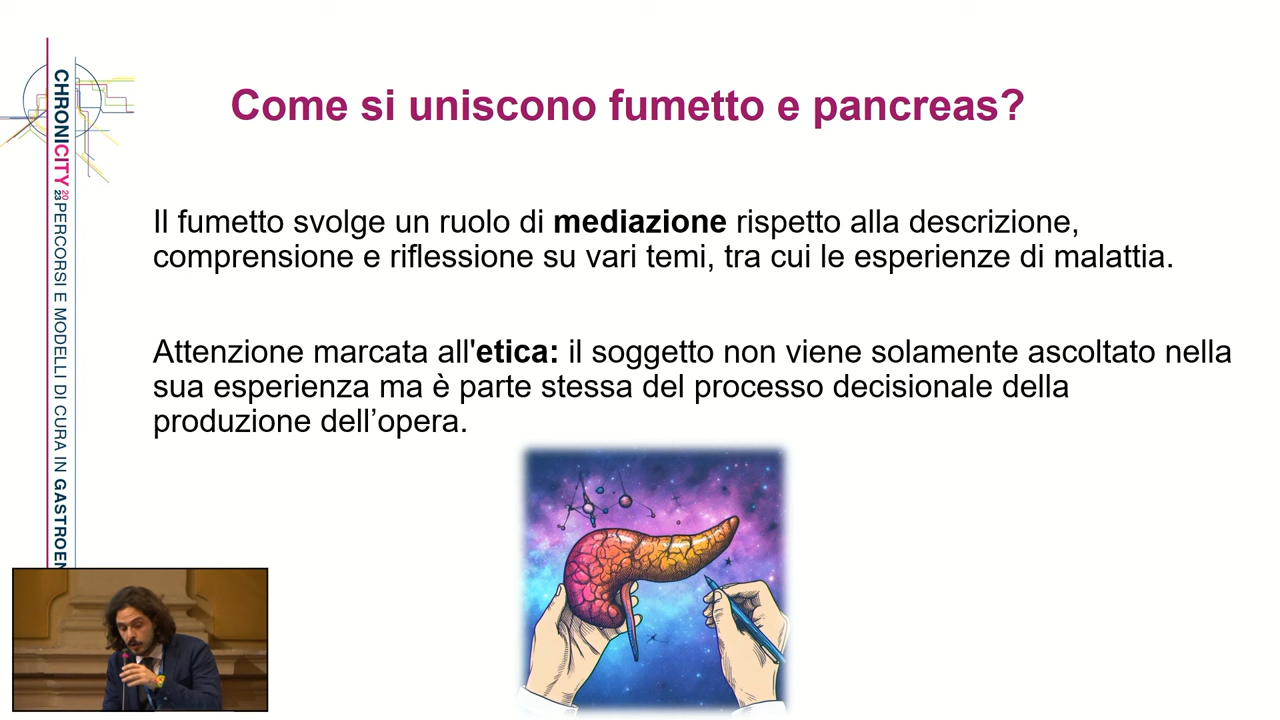 Come si uniscono fumetto e pancreas?
Il fumetto svolge un ruolo di mediazione rispetto alla descrizione,
comprensione e riflessione su vari temi, tra cui le esperienze di malattia.
Attenzione marcata all'etica: il soggetto non viene solamente ascoltato nella
sua esperienza ma è parte stessa del processo decisionale della
produzione dell’opera.
CHRONICITY 2023 PERCORSI E MODELLI DI CURA IN GASTROEN